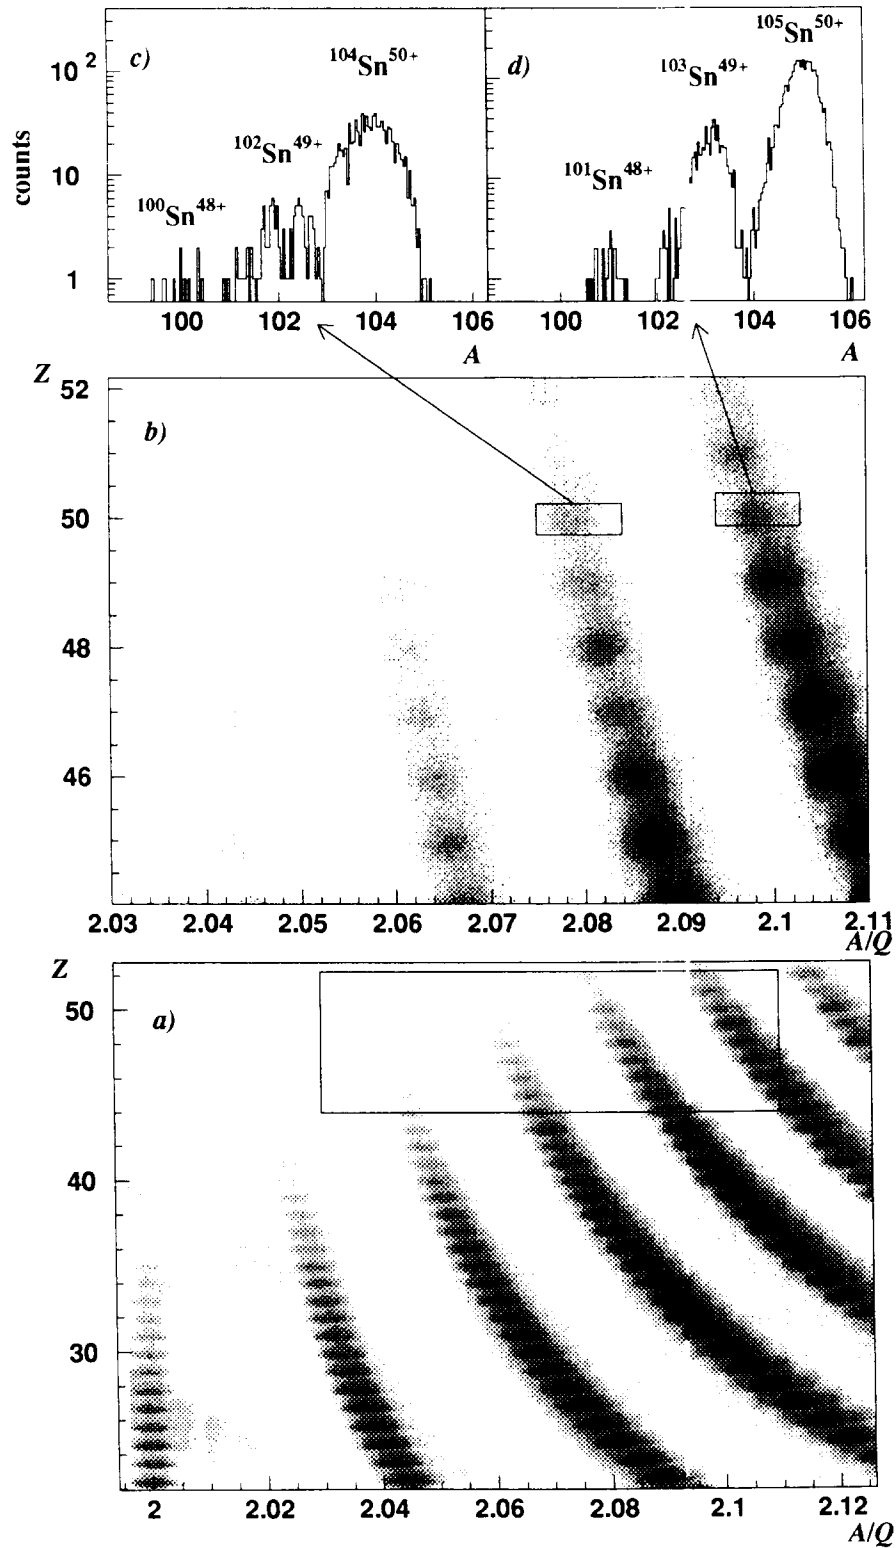 c)
104Sn50+
102Sn49+
100Sn48+
counts
10 2
10
1
100 102 104 106
A
d)
105Sn50+
103Sn49+
101Sn48+
100 102 104 106
A
Z
b)
52
50
48
46
2.03 2.04 2.05 2.06 2.07 2.08 2.09 2.1 2.11
A/Q
Z
a)
50
40
30
2 2.02 2.04 2.06 2.08 2.1 2.12
A/Q